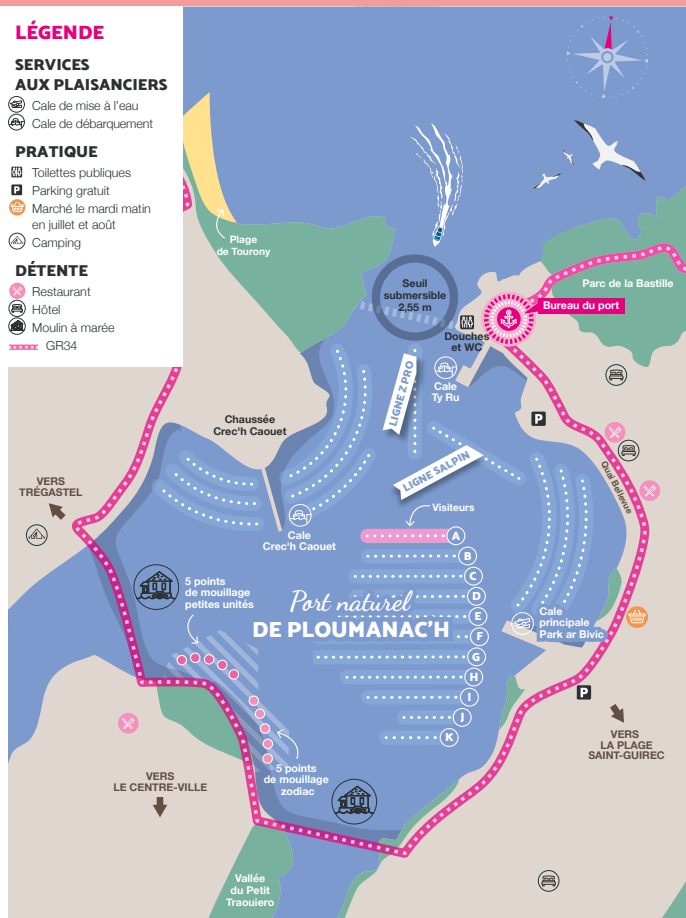 LÉGENDE
SERVICES
AUX PLAISANCIERS
Cale de mise à l'eau
Cale de débarquement
PRATIQUE
Toilettes publiques
P Parking gratuit
Marché le mardi matin
en juillet et août
Camping
DÉTENTE
Restaurant
Hôtel
Moulin à marée
GR34
Plage
de Tourony
Seuil
submersible
2,55 m
Parc de la Bastille
Bureau du port
Douches
et WC
Cale
Ty Ru
LIGNE Z PRO
LIGNE SALPIN
P
Quai Bellevue
Chaussée
Crec'h Caouet
VERS
TRÉGASTEL
Cale
Crec'h Caouet
Visiteurs
A
B
C
D
E
F
G
H
I
J
K
5 points
de mouillage
petites unités
Port naturel
DE PLOUMANAC'H
Cale
principale
Park ar Bivic
P
VERS
LA PLAGE
SAINT-GUIREC
5 points
de mouillage
zodiac
VERS
LE CENTRE-VILLE
Vallée
du Petit
Traouiero